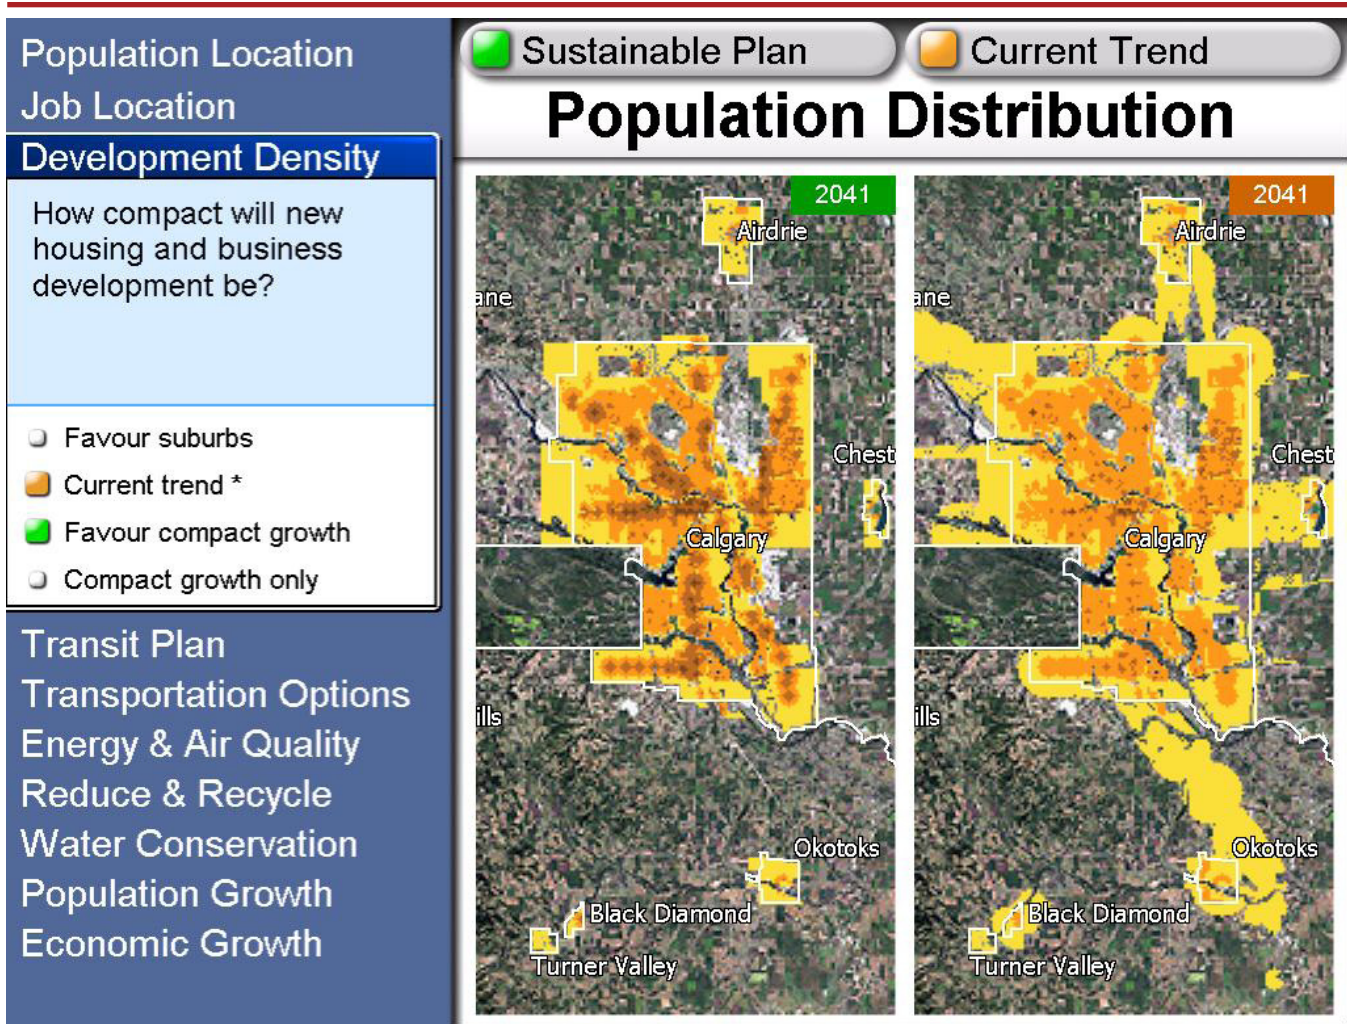 Population Location
Job Location
Development Density
How compact will new
housing and business
development be?
Favour suburbs
Current trend *
Favour compact growth
Compact growth only
Transit Plan
Transportation Options
Energy & Air Quality
Reduce & Recycle
Water Conservation
Population Growth
Economic Growth
Sustainable Plan
Current Trend
Population Distribution
2041
Airdrie
ane
Chest
Calgary
ills
Okotoks
Black Diamond
Turner Valley
2041
Airdrie
ane
Chest
Calgary
ills
Okotoks
Black Diamond
Turner Valley